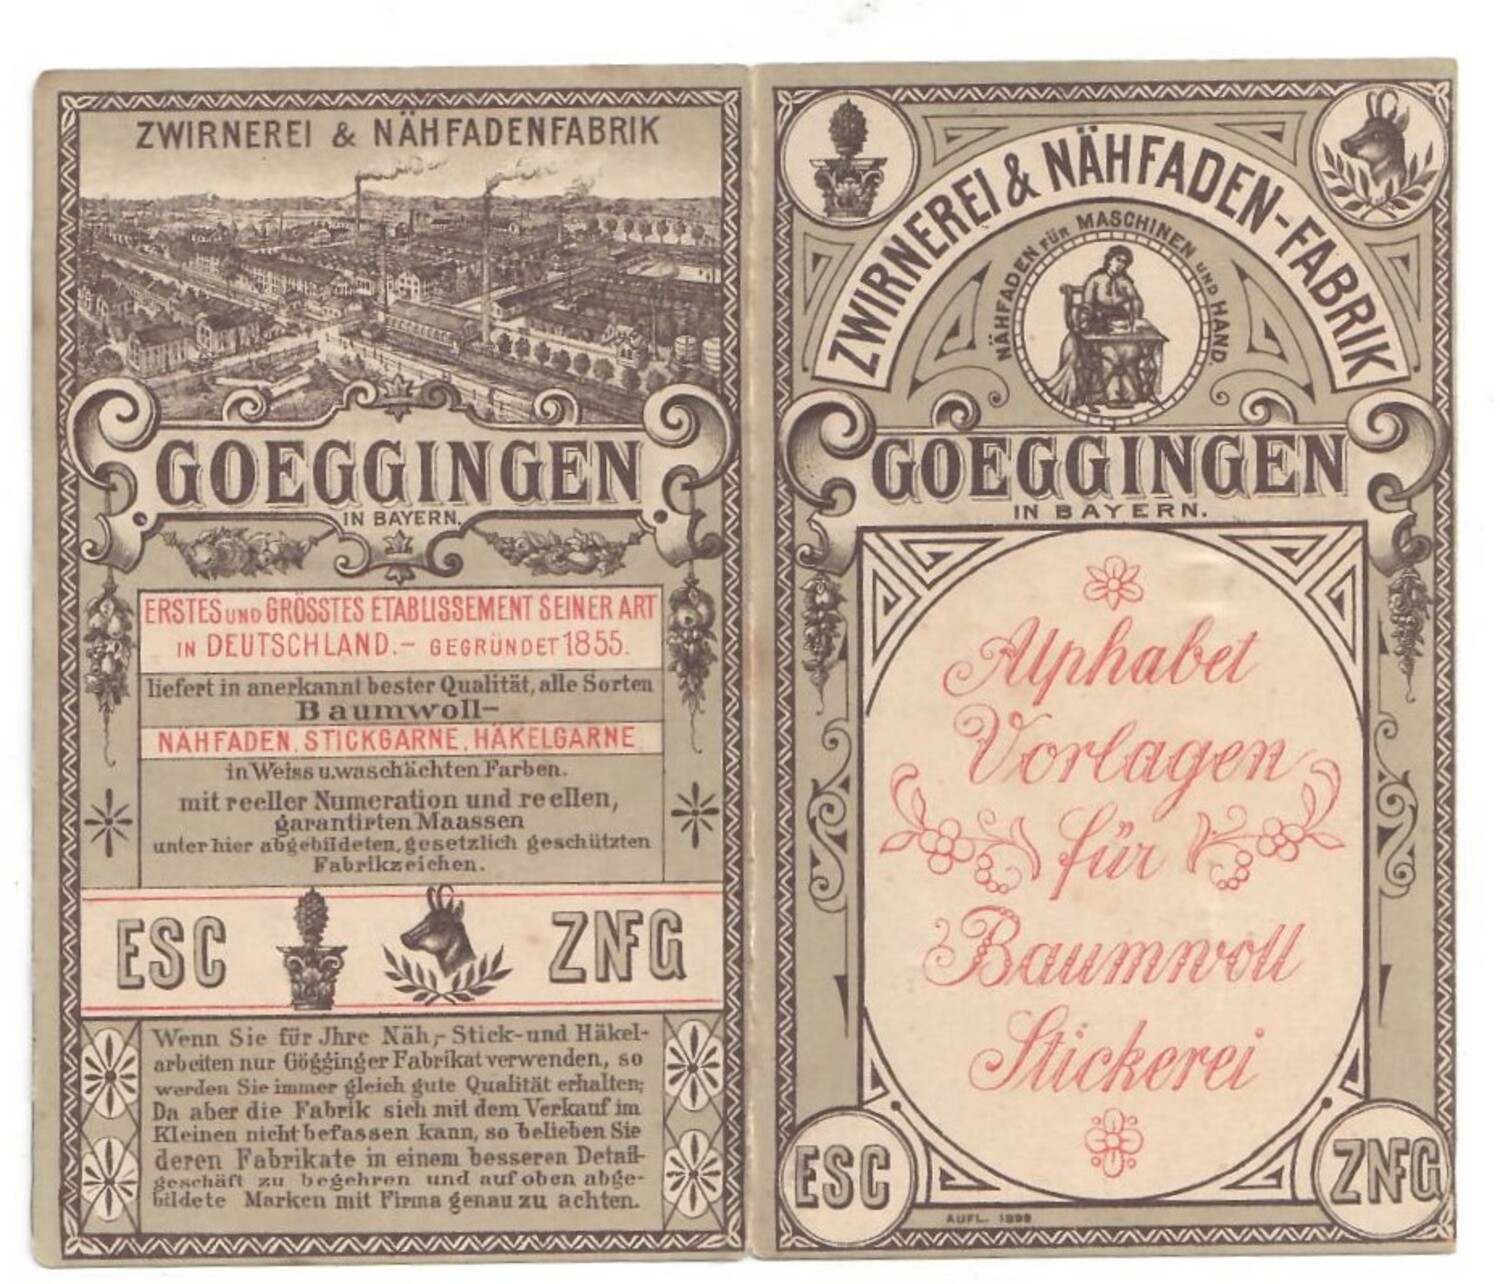 ZWIRNEREI & NÄHFADENFABRIK
GOEGGINGEN
IN BAYERN.
ERSTES UND GRÖSSTES ETABLISSEMENT SEINER ART
IN DEUTSCHLAND.– GEGRÜNDET 1855.
liefert in anerkannt bester Qualität, alle Sorten
Baumwoll–
NÄHFADEN, STICKGARNE, HÄKELGARNE
in Weiss u. waschächten Farben.
mit reeller Numeration und reellen,
garantirten Maassen
unter hier abgebildeten, gesetzlich geschützten
Fabrikzeichen.
ESC ZNFG
Wenn Sie für Jhre Näh,- Stick- und Häkel-
arbeiten nur Gögginger Fabrikat verwenden, so
werden Sie immer gleich gute Qualität erhalten;
Da aber die Fabrik sich mit dem Verkauf im
Kleinen nicht befassen kann, so belieben Sie
deren Fabrikate in einem besseren Detail-
geschäft zu begehren und auf oben abge-
bildete Marken mit Firma genau zu achten.
ZWIRNEREI & NÄHFADEN-FABRIK
NÄHFADEN FÜR MASCHINEN UND HAND.
GOEGGINGEN
IN BAYERN.
Alphabet
Vorlagen
für
Baumwoll
Stickerei
ESC ZNFG
AUFL.